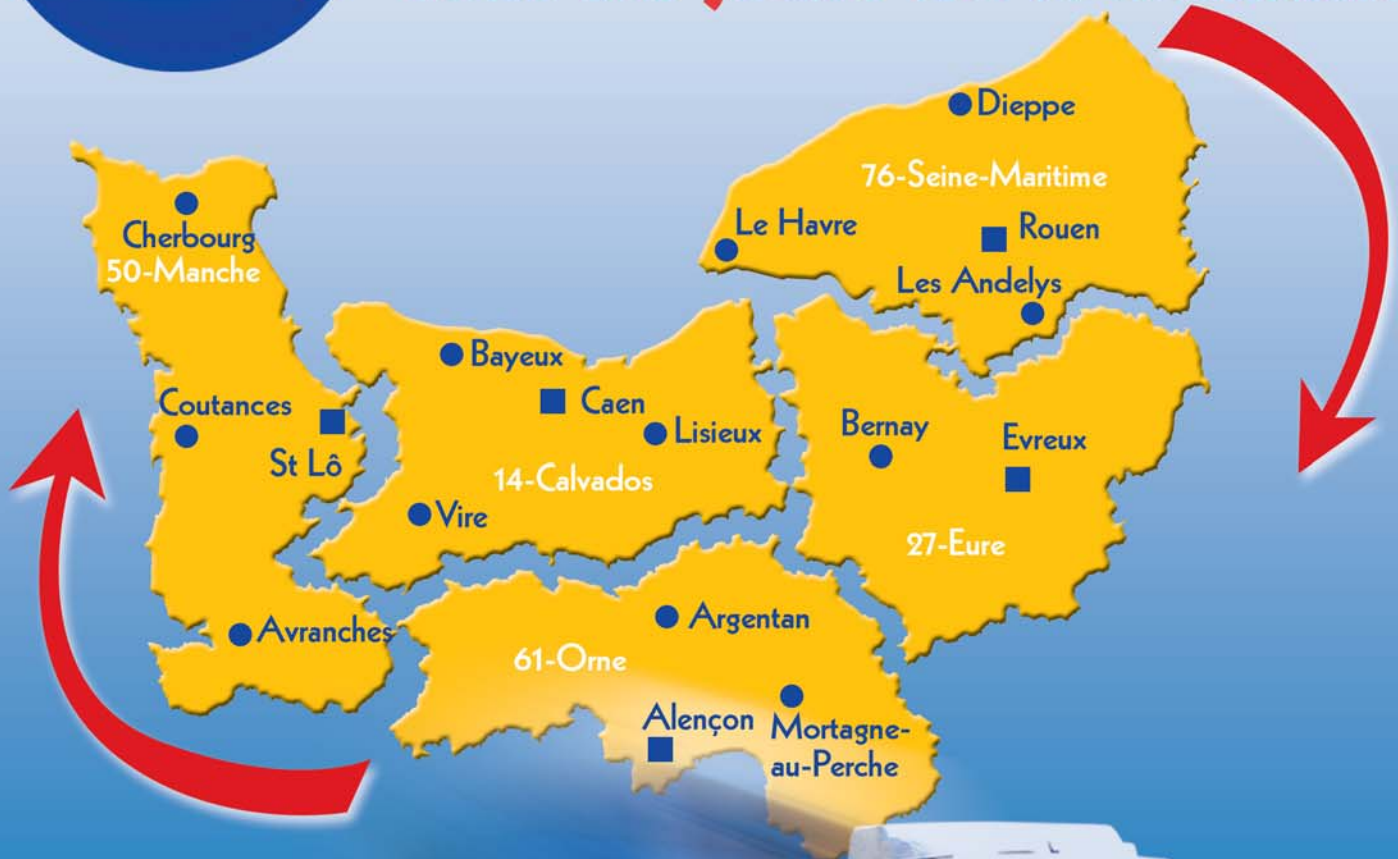 Dieppe
76-Seine-Maritime
Le Havre
Rouen
Les Andelys
Cherbourg
50-Manche
Bayeux
Coutances
Caen
St Lô
Lisieux
Bernay
Evreux
14-Calvados
Vire
27-Eure
Argentan
Avranches
61-Orne
Alençon
Mortagne-
au-Perche